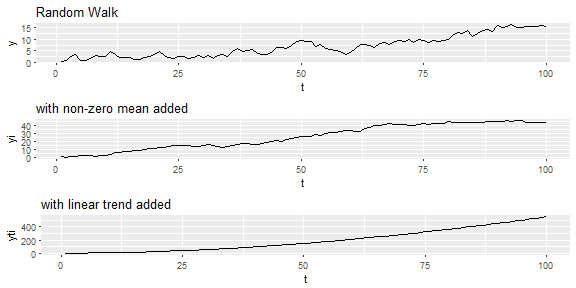 Random Walk
15
10
5
0
y
0 25 50 75 100
t
with non-zero mean added
40
30
20
10
0
yi
0 25 50 75 100
t
with linear trend added
400
200
0
yti
0 25 50 75 100
t